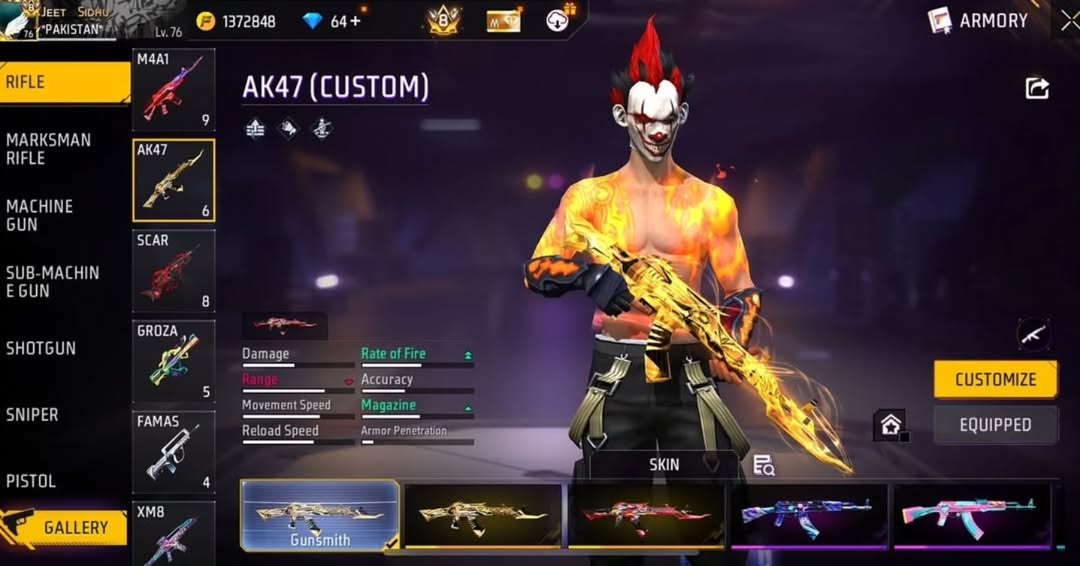 JEET SIDHU
*PAKISTAN*
76
Lv. 76
1372848
64+
B
M
ARMORY
RIFLE
MARKSMAN
RIFLE
MACHINE
GUN
SUB-MACHIN
E GUN
SHOTGUN
SNIPER
PISTOL
GALLERY
M4A1
9
AK47
6
SCAR
8
GROZA
5
FAMAS
4
XM8
AK47 (CUSTOM)
Damage
Rate of Fire
Range
Accuracy
Movement Speed
Magazine
Reload Speed
Armor Penetration
CUSTOMIZE
EQUIPPED
SKIN
Gunsmith